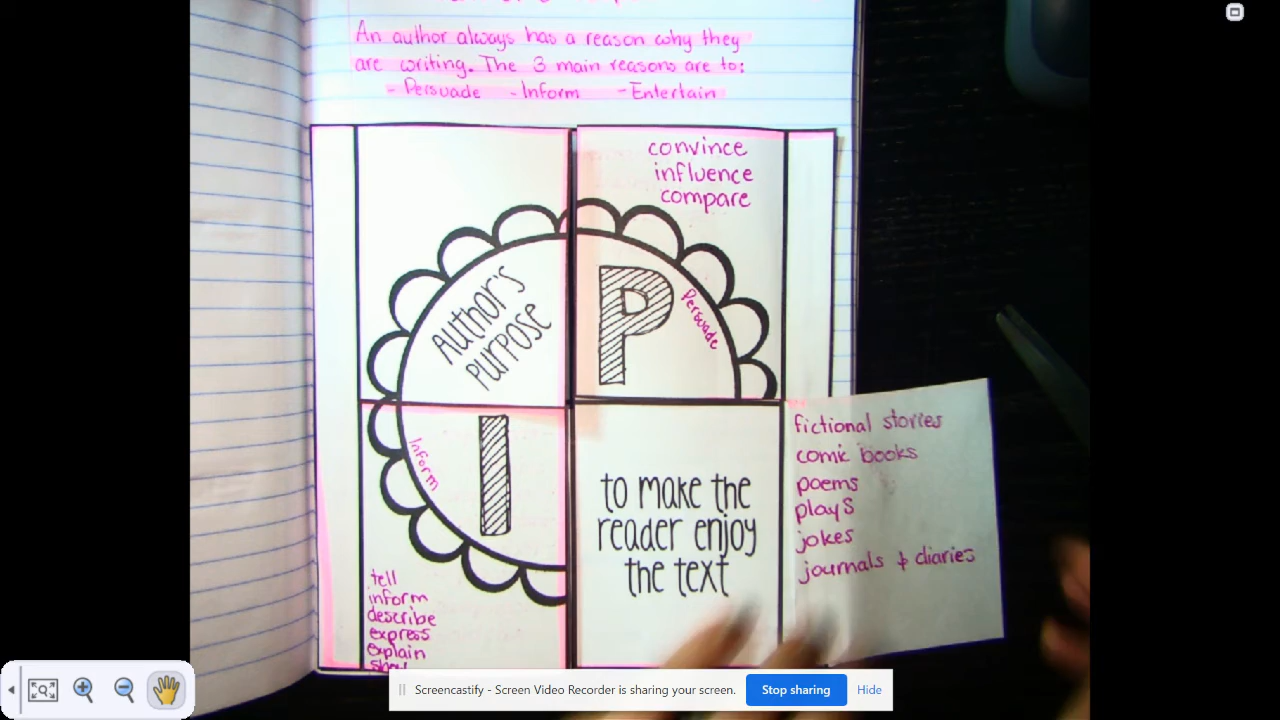 An author always has a reason why they
are writing. The 3 main reasons are to:
- Persuade - Inform - Entertain
convince
influence
compare
AUTHOR'S
PURPOSE
P
Persuade
I
Inform
tell
inform
describe
express
explain
to make the
reader enjoy
the text
fictional stories
comic books
poems
plays
jokes
journals & diaries
Screencastify - Screen Video Recorder is sharing your screen.
Stop sharing
Hide